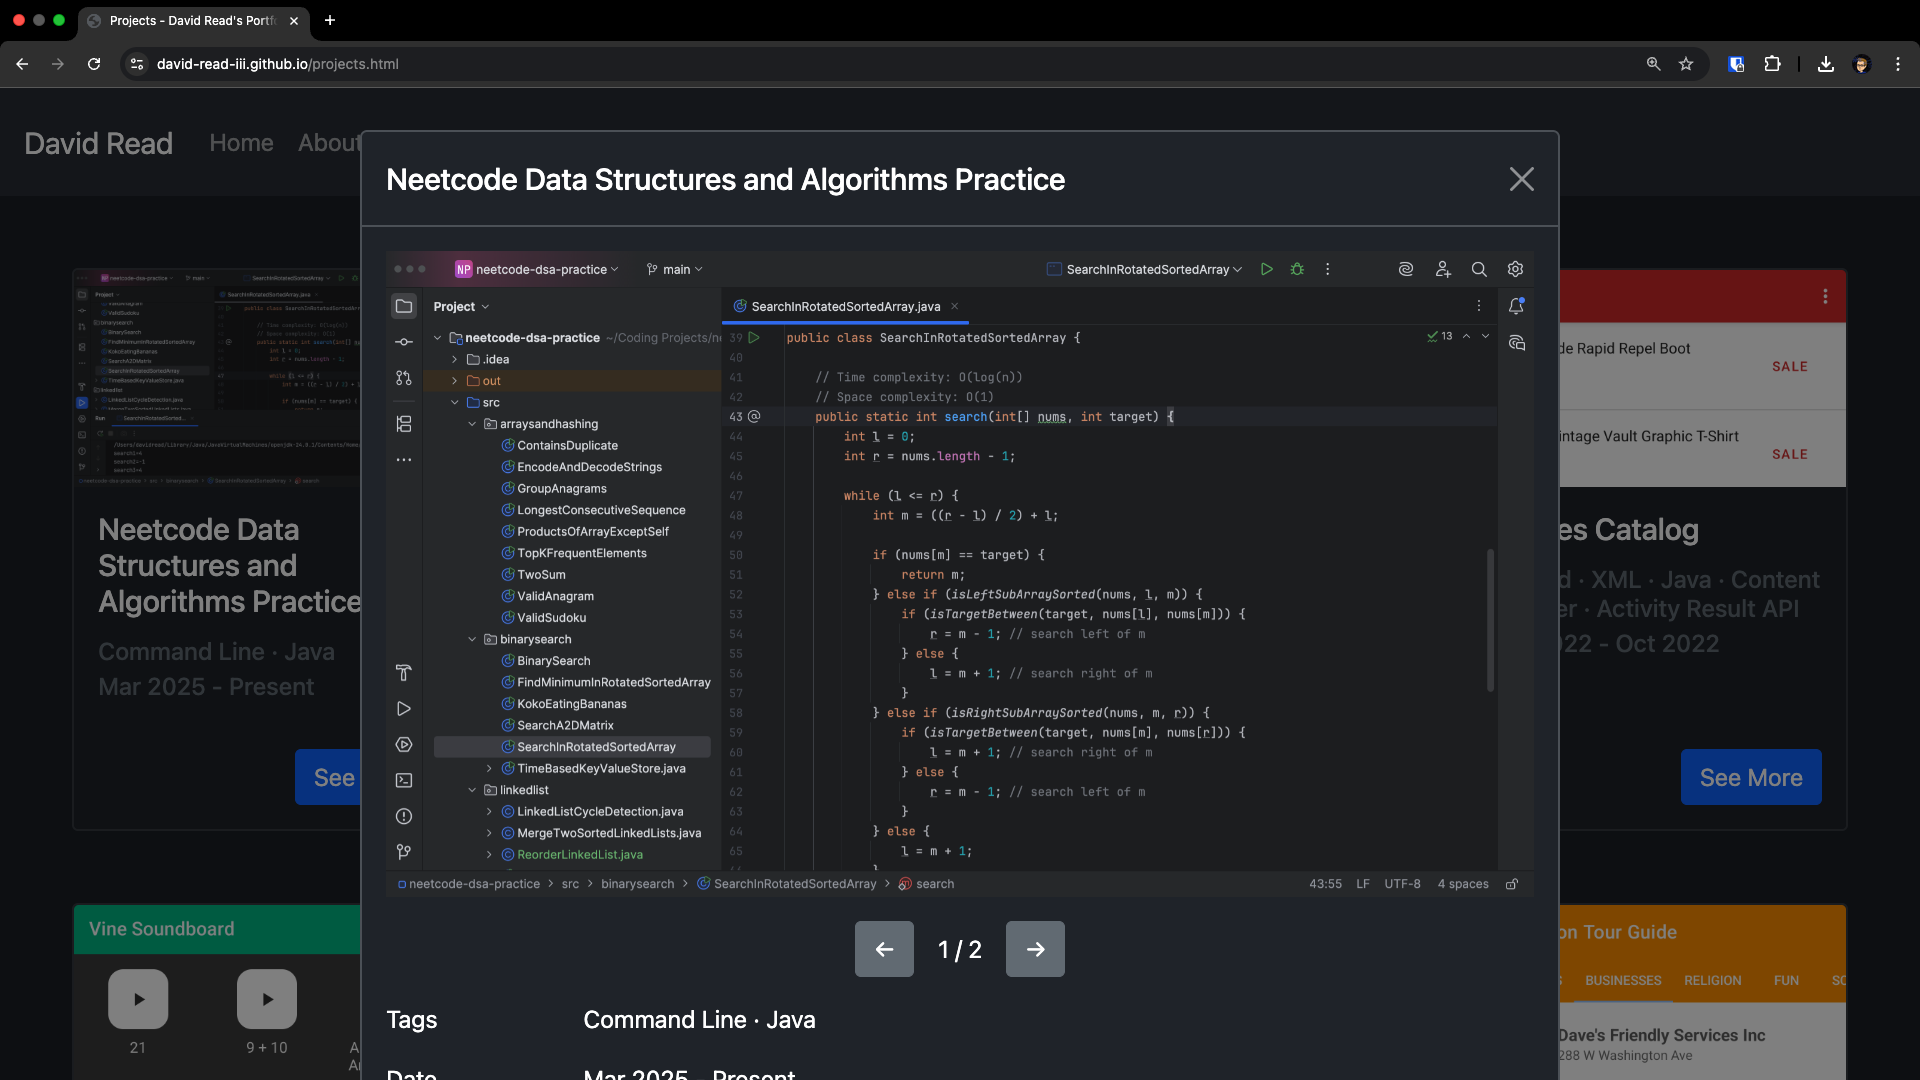 Projects - David Read's Portf
david-read-iii.github.io/projects.html
David Read
Home
About
Neetcode Data Structures and Algorithms Practice
NP neetcode-dsa-practice
main
SearchInRotatedSortedArray
Project
SearchInRotatedSortedArray.java
neetcode-dsa-practice ~/Coding Projects/ne
.idea
out
src
arraysandhashing
ContainsDuplicate
EncodeAndDecodeStrings
GroupAnagrams
LongestConsecutiveSequence
ProductsOfArrayExceptSelf
TopKFrequentElements
TwoSum
ValidAnagram
ValidSudoku
binarysearch
BinarySearch
FindMinimumInRotatedSortedArray
KokoEatingBananas
SearchA2DMatrix
SearchInRotatedSortedArray
TimeBasedKeyValueStore.java
linkedlist
LinkedListCycleDetection.java
MergeTwoSortedLinkedLists.java
ReorderLinkedList.java
39 public class SearchInRotatedSortedArray {
13
40
41 // Time complexity: O(log(n))
42 // Space complexity: O(1)
43 public static int search(int[] nums, int target) {
44 int l = 0;
45 int r = nums.length - 1;
46
47 while (l <= r) {
48 int m = ((r - l) / 2) + l;
49
50 if (nums[m] == target) {
51 return m;
52 } else if (isLeftSubArraySorted(nums, l, m)) {
53 if (isTargetBetween(target, nums[l], nums[m])) {
54 r = m - 1; // search left of m
55 } else {
56 l = m + 1; // search right of m
57 }
58 } else if (isRightSubArraySorted(nums, m, r)) {
59 if (isTargetBetween(target, nums[m], nums[r])) {
60 l = m + 1; // search right of m
61 } else {
62 r = m - 1; // search left of m
63 }
64 } else {
65 l = m + 1;
neetcode-dsa-practice > src > binarysearch > SearchInRotatedSortedArray > search
43:55 LF UTF-8 4 spaces
1 / 2
Tags
Command Line · Java
Date
Mar 2025 - Present
Neetcode Data
Structures and
Algorithms Practice
Command Line · Java
Mar 2025 - Present
See
Vine Soundboard
21
9 + 10
de Rapid Repel Boot
SALE
intage Vault Graphic T-Shirt
SALE
es Catalog
d · XML · Java · Content
er · Activity Result API
022 - Oct 2022
See More
on Tour Guide
BUSINESSES
RELIGION
FUN
Dave's Friendly Services Inc
288 W Washington Ave